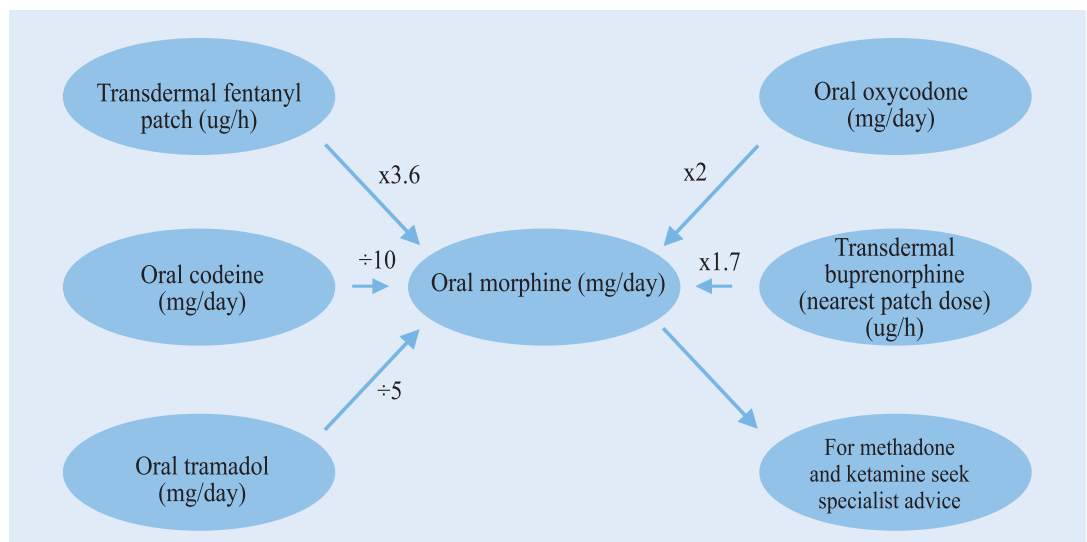 Transdermal fentanyl
patch (ug/h)
Oral oxycodone
(mg/day)
x3.6
x2
Oral codeine
(mg/day)
÷10
Oral morphine (mg/day)
x1.7
Transdermal
buprenorphine
(nearest patch dose)
(ug/h)
÷5
Oral tramadol
(mg/day)
For methadone
and ketamine seek
specialist advice